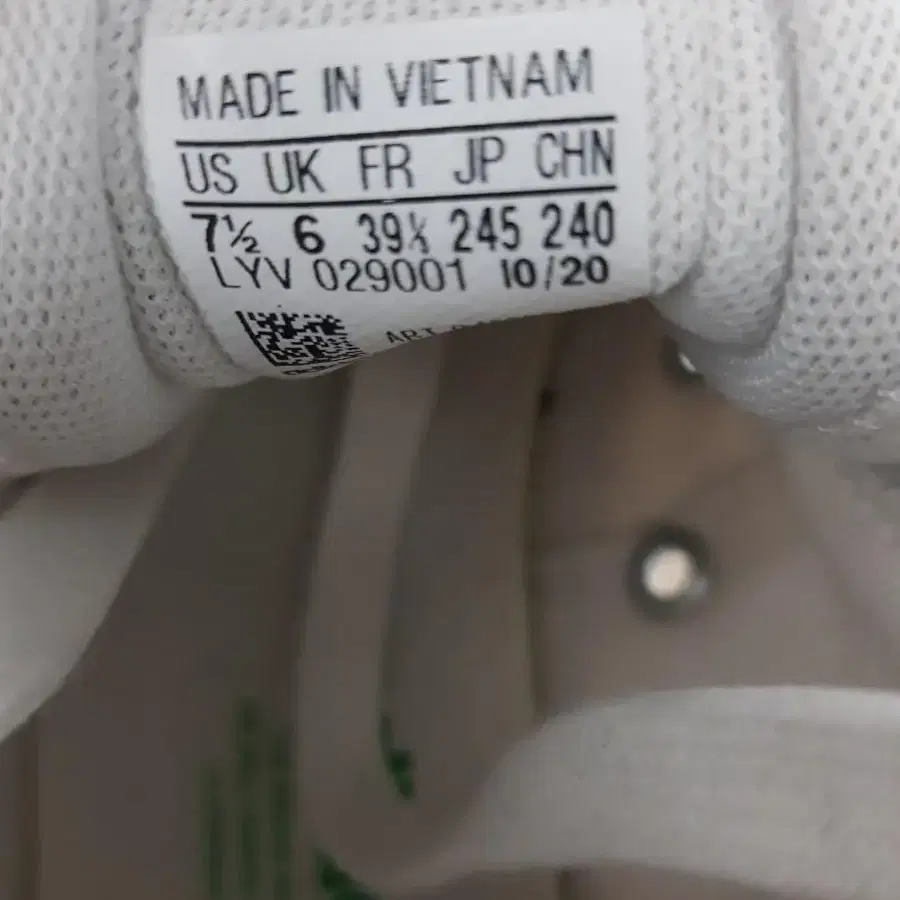 MADE IN VIETNAM
US UK FR JP CHN
7½ 6 39⅓ 245 240
LYV 029001 10/20
ART